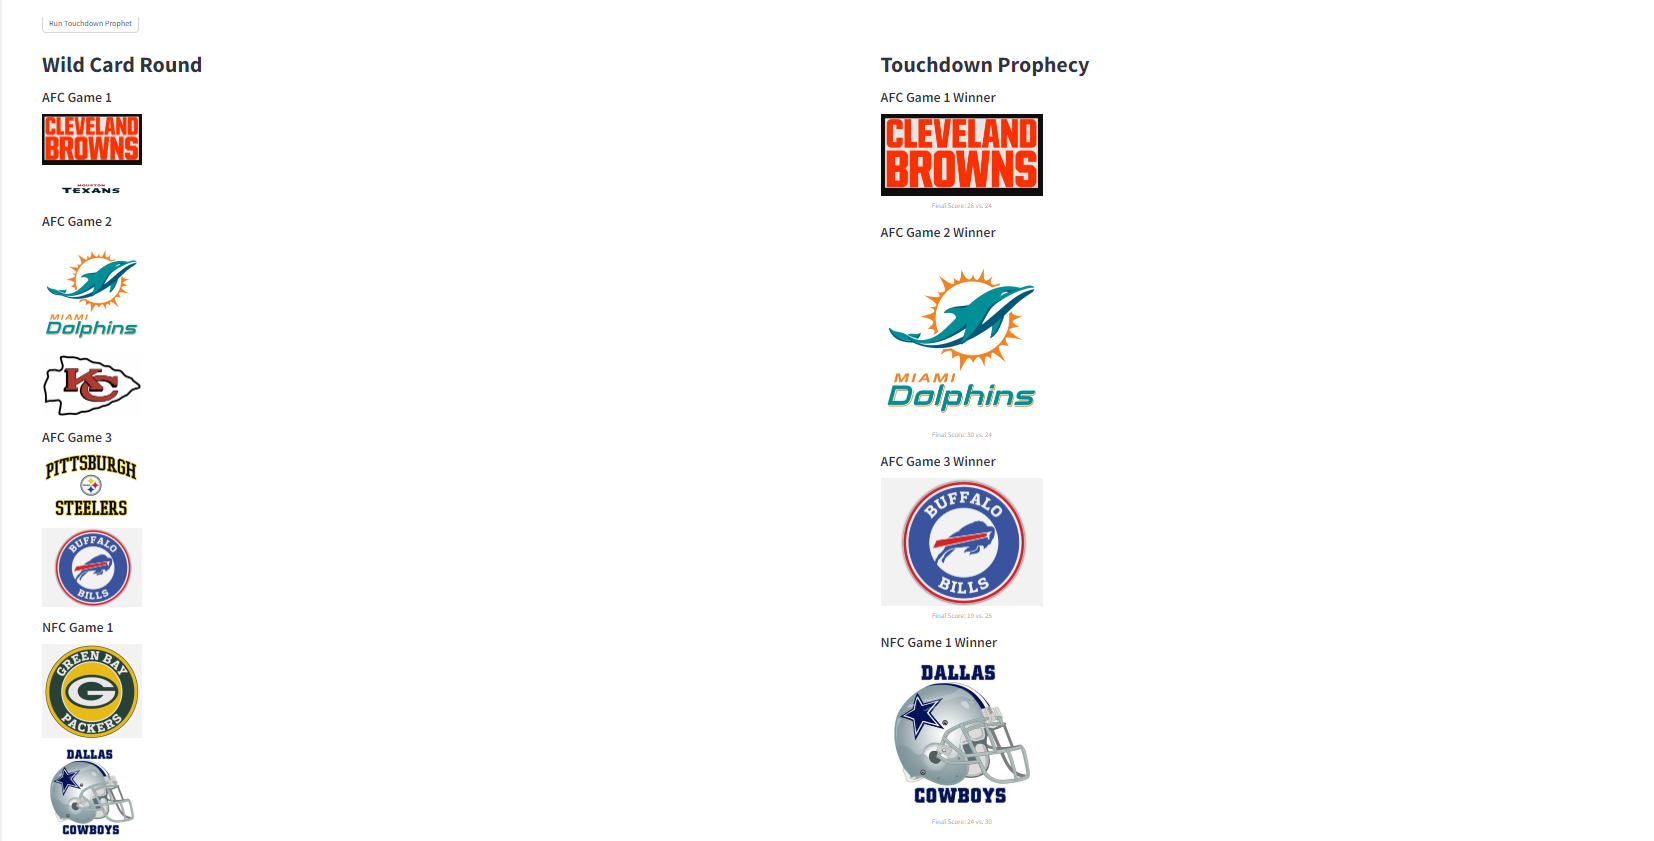 Run Touchdown Prophet
Wild Card Round
AFC Game 1
CLEVELAND
BROWNS
HOUSTON
TEXANS
AFC Game 2
MIAMI
Dolphins
KC
AFC Game 3
PITTSBURGH
STEELERS
BUFFALO
BILLS
NFC Game 1
GREEN BAY
G
PACKERS
DALLAS
COWBOYS
Touchdown Prophecy
AFC Game 1 Winner
CLEVELAND
BROWNS
Final Score: 26 vs. 24
AFC Game 2 Winner
MIAMI
Dolphins
Final Score: 30 vs. 24
AFC Game 3 Winner
BUFFALO
BILLS
Final Score: 19 vs. 25
NFC Game 1 Winner
DALLAS
COWBOYS
Final Score: 24 vs. 30